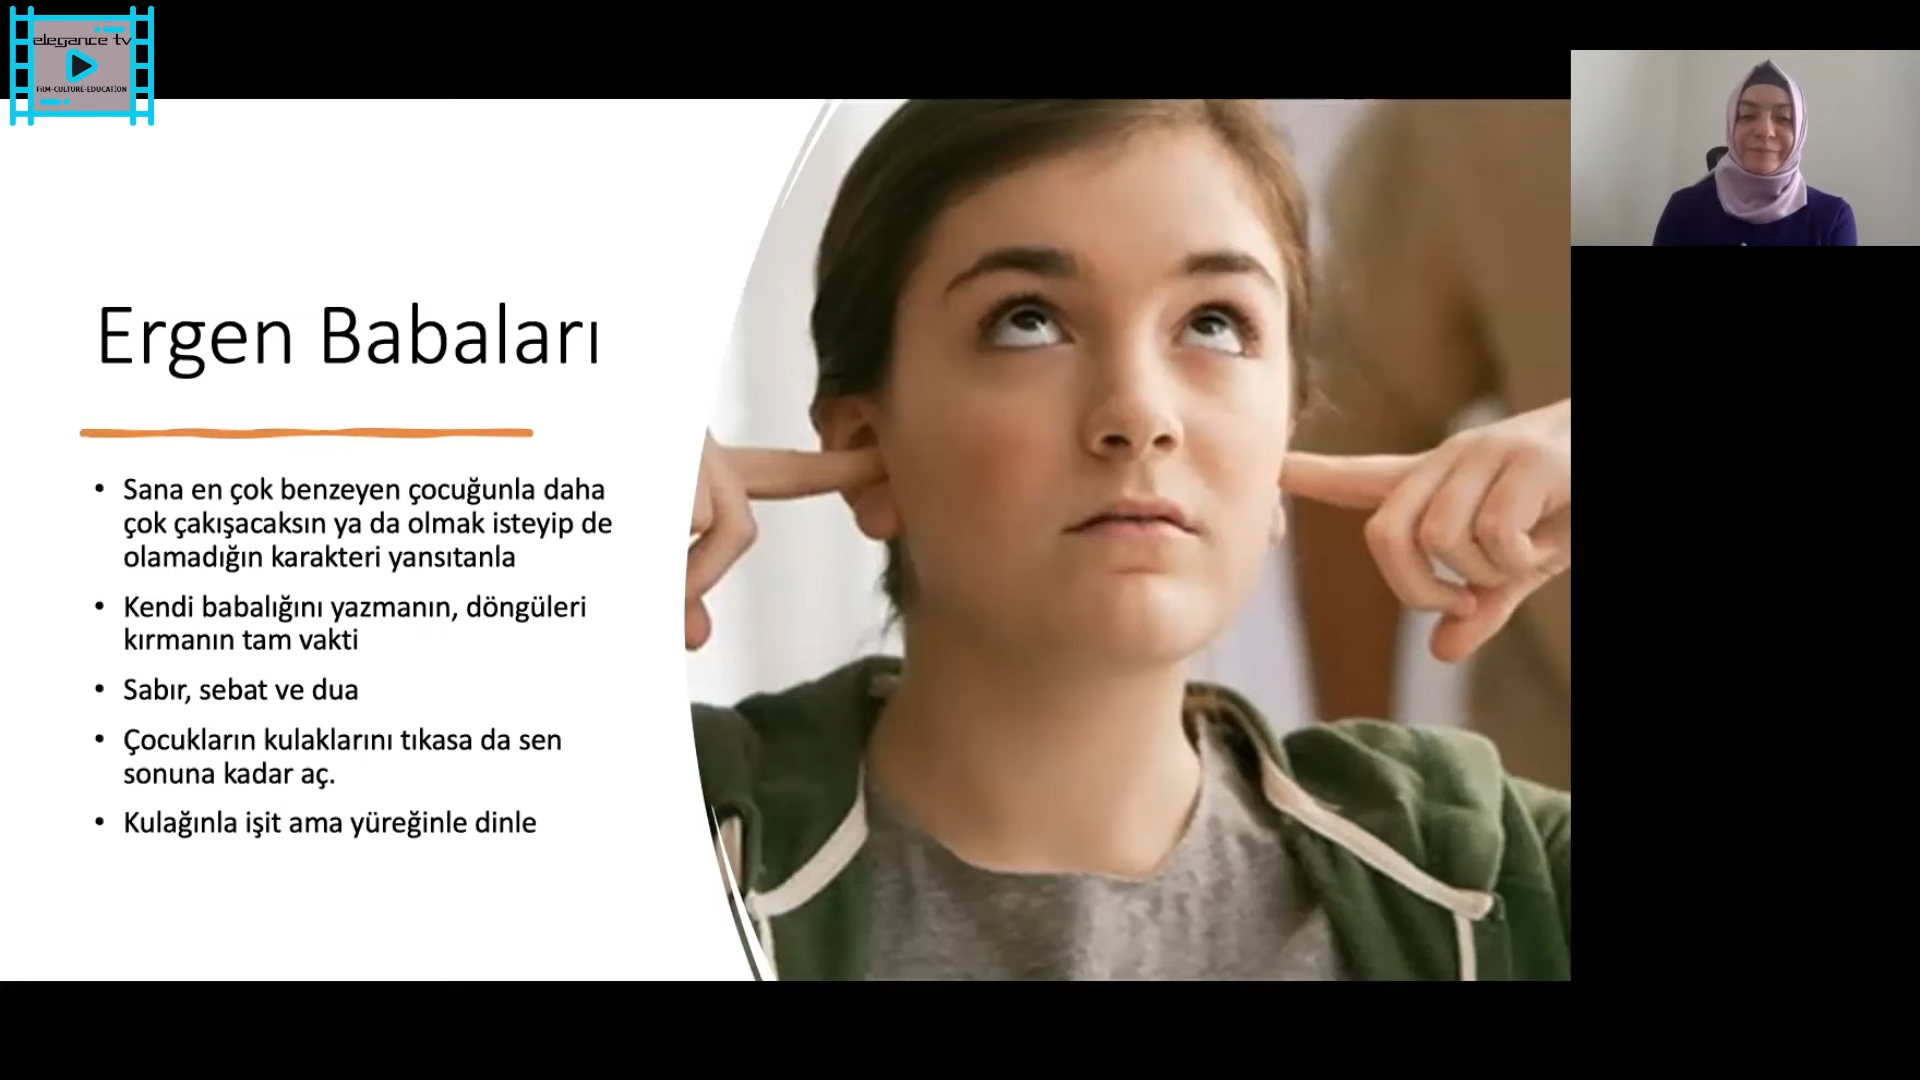 elegance tv
FILM-CULTURE-EDUCATION
Ergen Babaları
• Sana en çok benzeyen çocuğunla daha
çok çakışacaksın ya da olmak isteyip de
olamadığın karakteri yansıtanla
• Kendi babalığını yazmanın, döngüleri
kırmanın tam vakti
• Sabır, sebat ve dua
• Çocukların kulaklarını tıkasa da sen
sonuna kadar aç.
• Kulağınla işit ama yüreğinle dinle